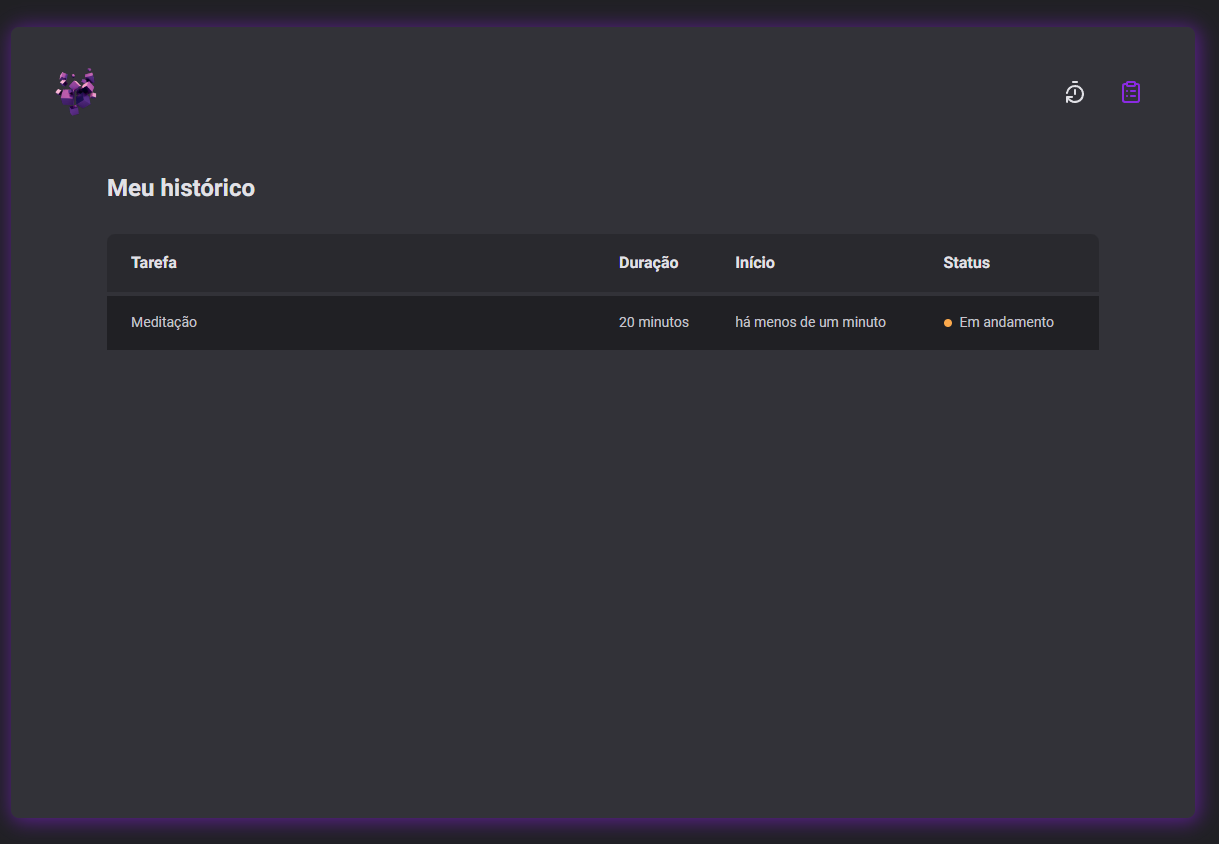 Meu histórico
Tarefa Duração Início Status
Meditação 20 minutos há menos de um minuto Em andamento